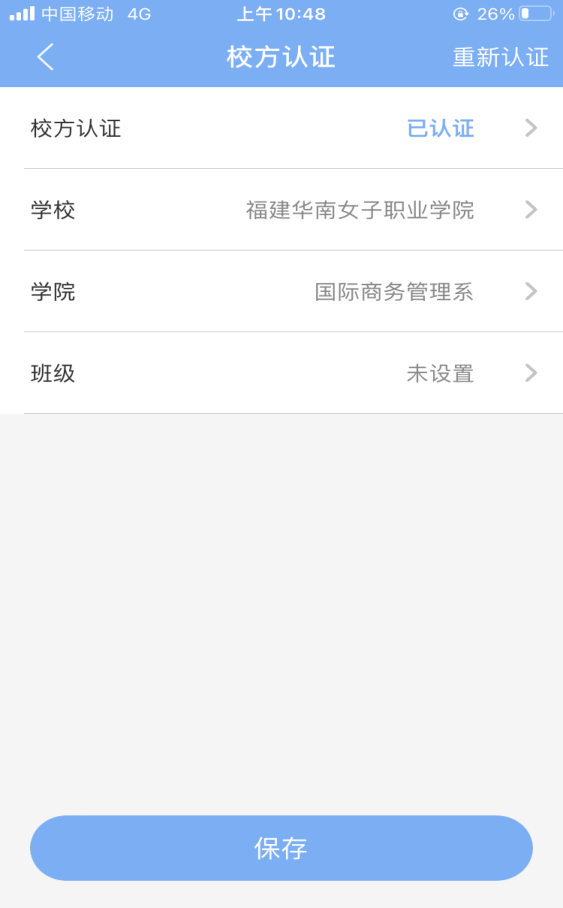 中国移动 4G 上午10:48 26%
校方认证 重新认证
校方认证 已认证
学校 福建华南女子职业学院
学院 国际商务管理系
班级 未设置
保存